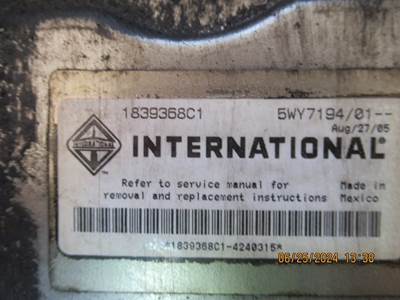 1839368C1 5WY7194/01--
Aug/27/05
INTERNATIONAL®
Refer to service manual for Made in
removal and replacement instructions Mexico
1839368C1-4240315*
06/25/2024 13:38